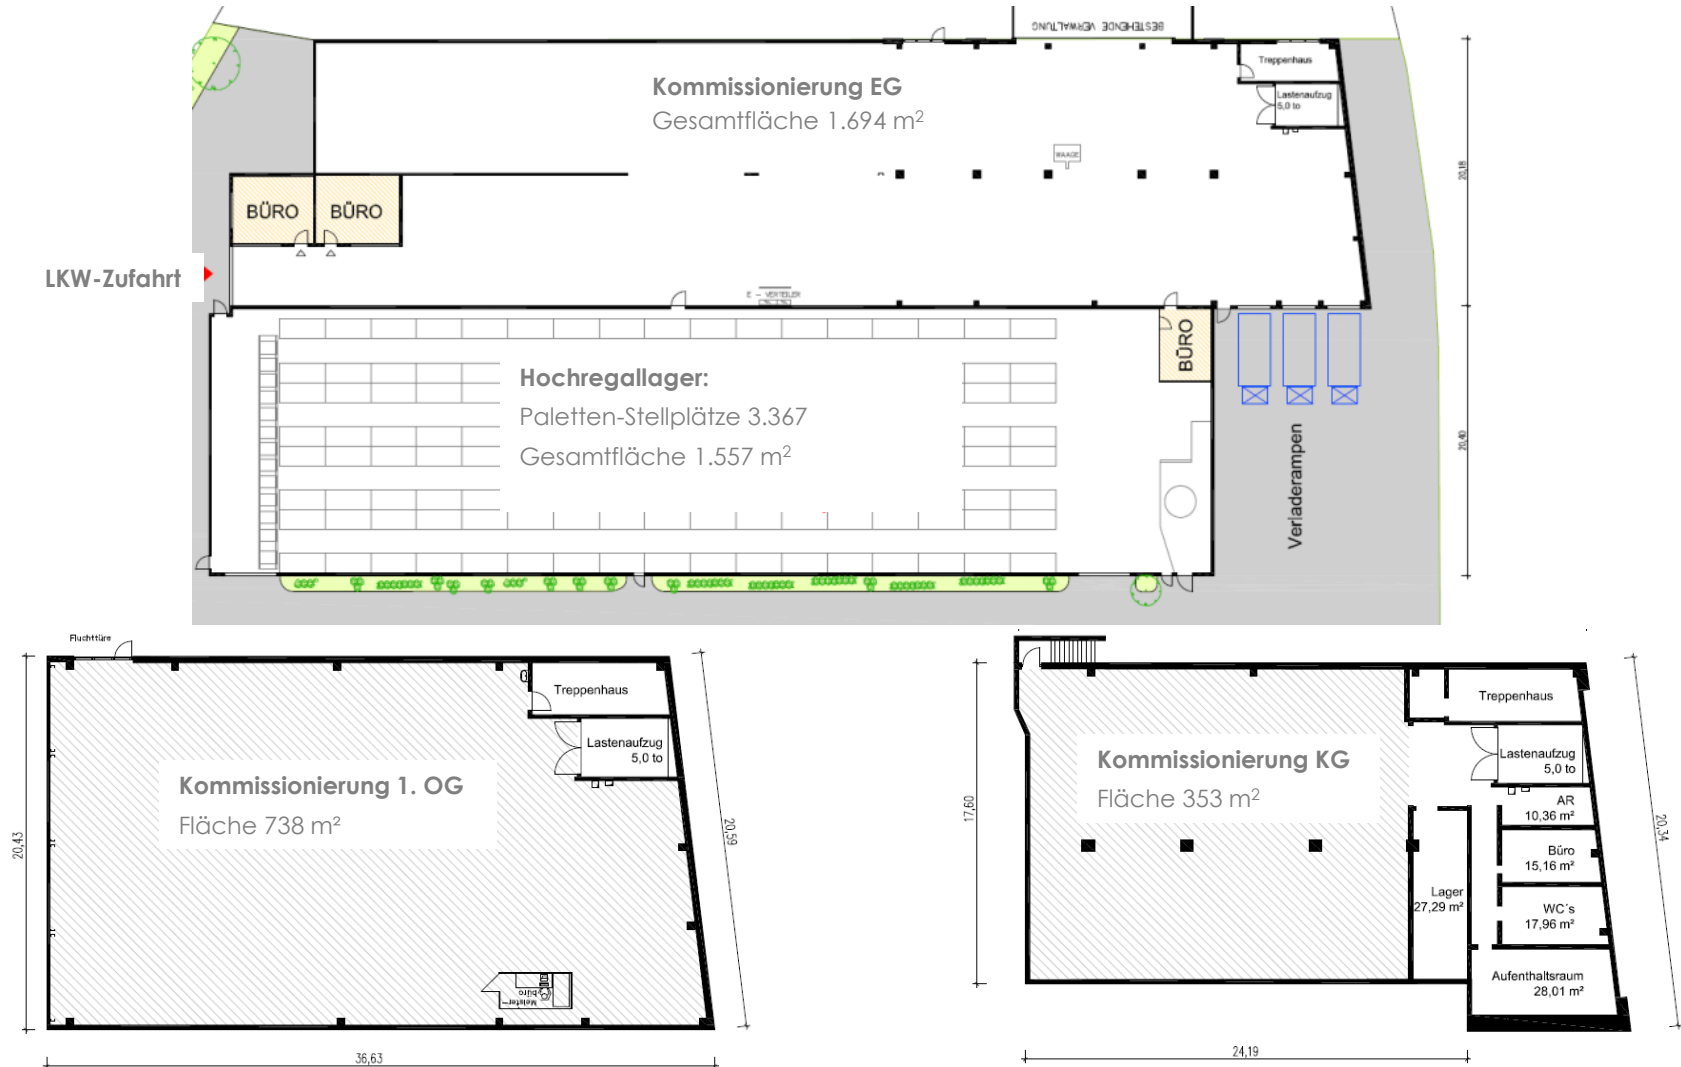 BESTEHENDE VERWALTUNG
Kommissionierung EG
Gesamtfläche 1.694 m²
Treppenhaus
Lastenaufzug
5,0 to
WAAGE
20,18
BÜRO
BÜRO
LKW-Zufahrt
E - VERTEILER
BÜRO
Hochregallager:
Paletten-Stellplätze 3.367
Gesamtfläche 1.557 m²
20,40
Verladerampen
Fluchttüre
Treppenhaus
Lastenaufzug
5,0 to
Kommissionierung 1. OG
Fläche 738 m²
20,43
20,59
Meister-
büro
36,63
Treppenhaus
Lastenaufzug
5,0 to
Kommissionierung KG
Fläche 353 m²
17,60
AR
10,36 m²
20,34
Büro
15,16 m²
Lager
27,29 m²
WC´s
17,96 m²
Aufenthaltsraum
28,01 m²
24,19